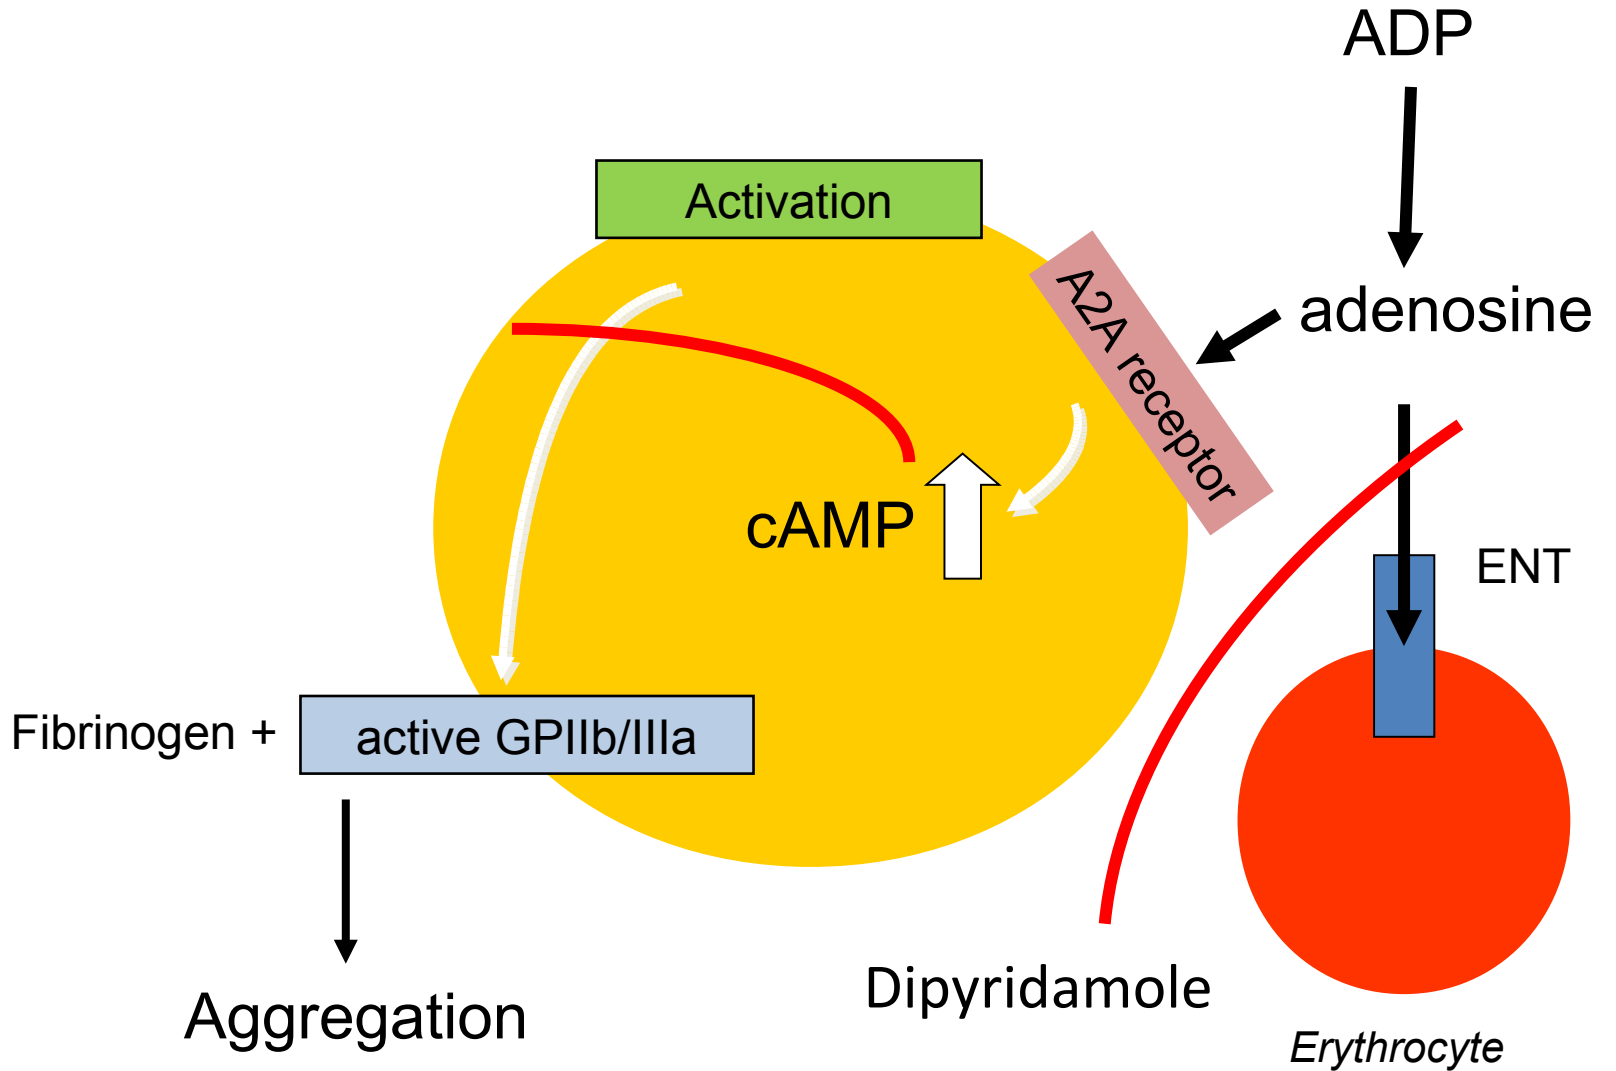 ADP
Activation
A2A receptor
adenosine
cAMP
ENT
Fibrinogen +
active GPIIb/IIIa
Dipyridamole
Aggregation
Erythrocyte